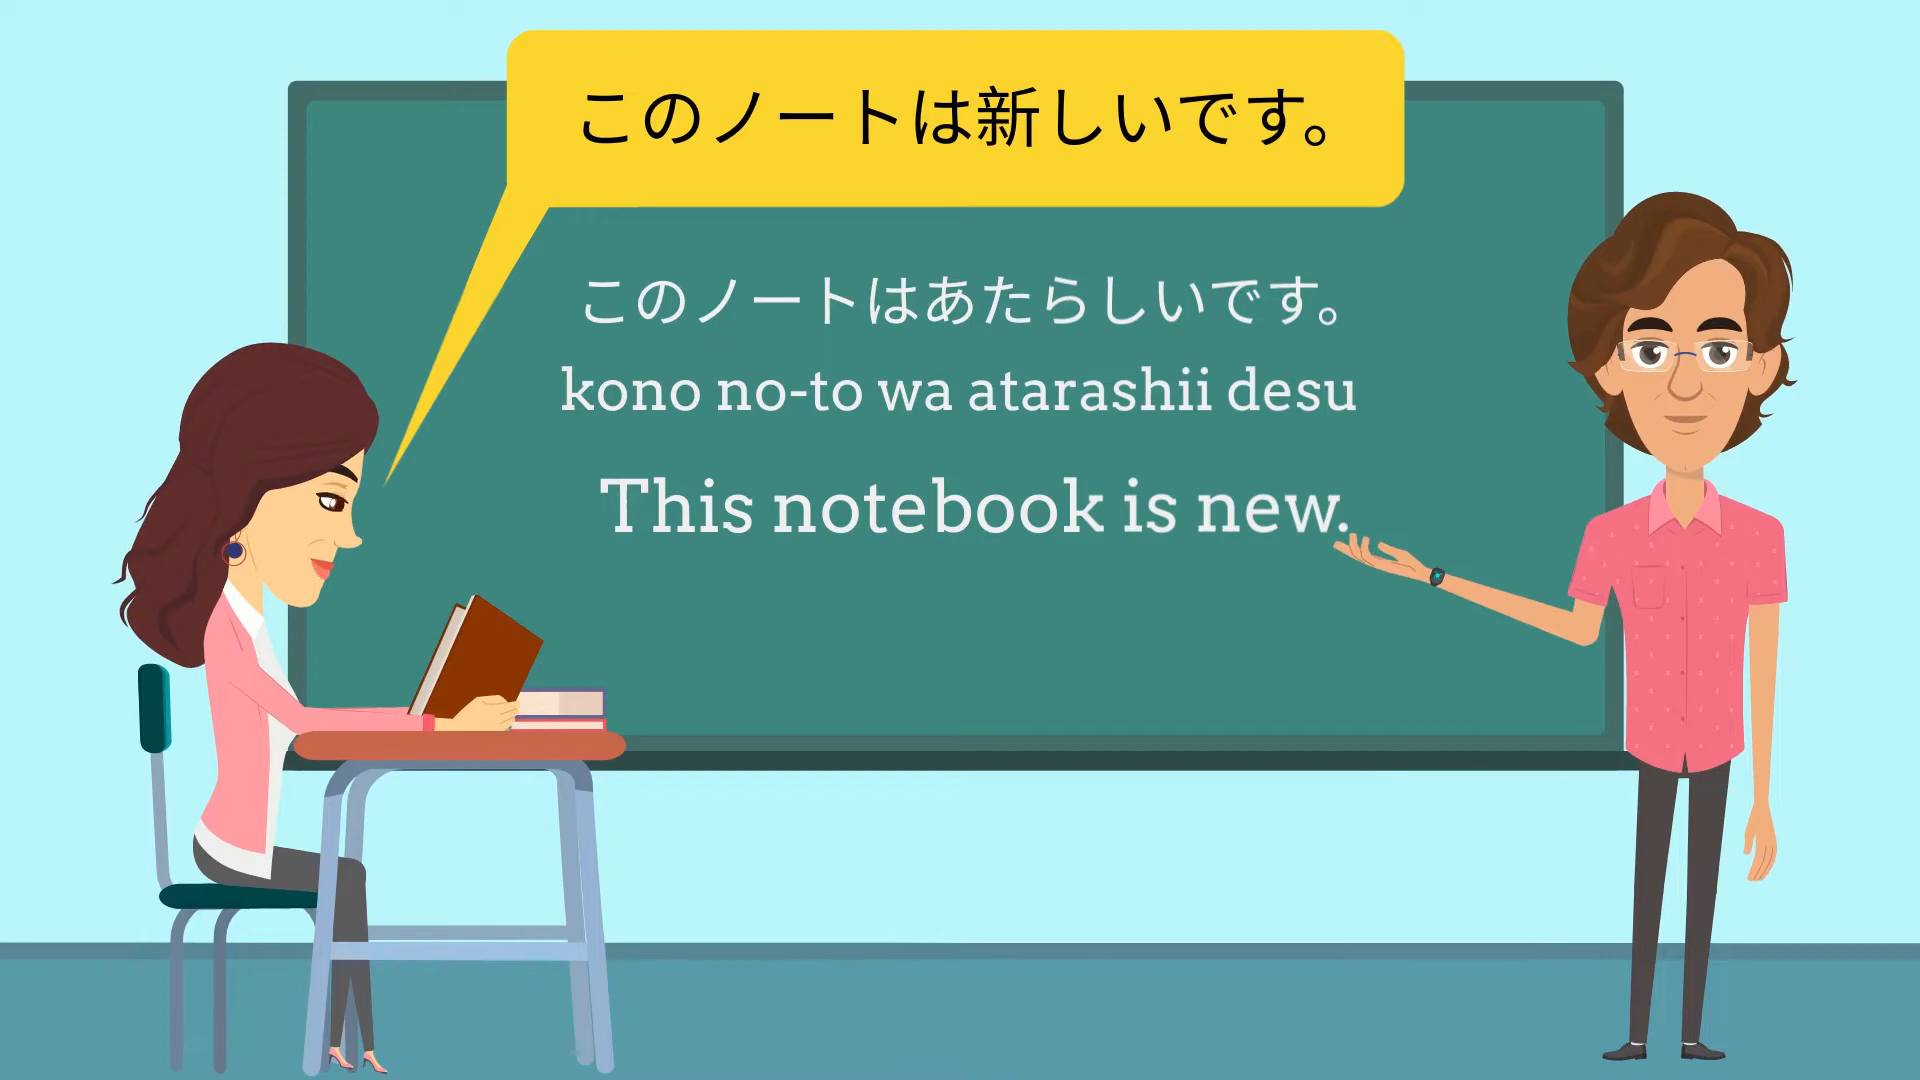 このノートは新しいです。
このノートはあたらしいです。
kono no-to wa atarashii desu
This notebook is new.